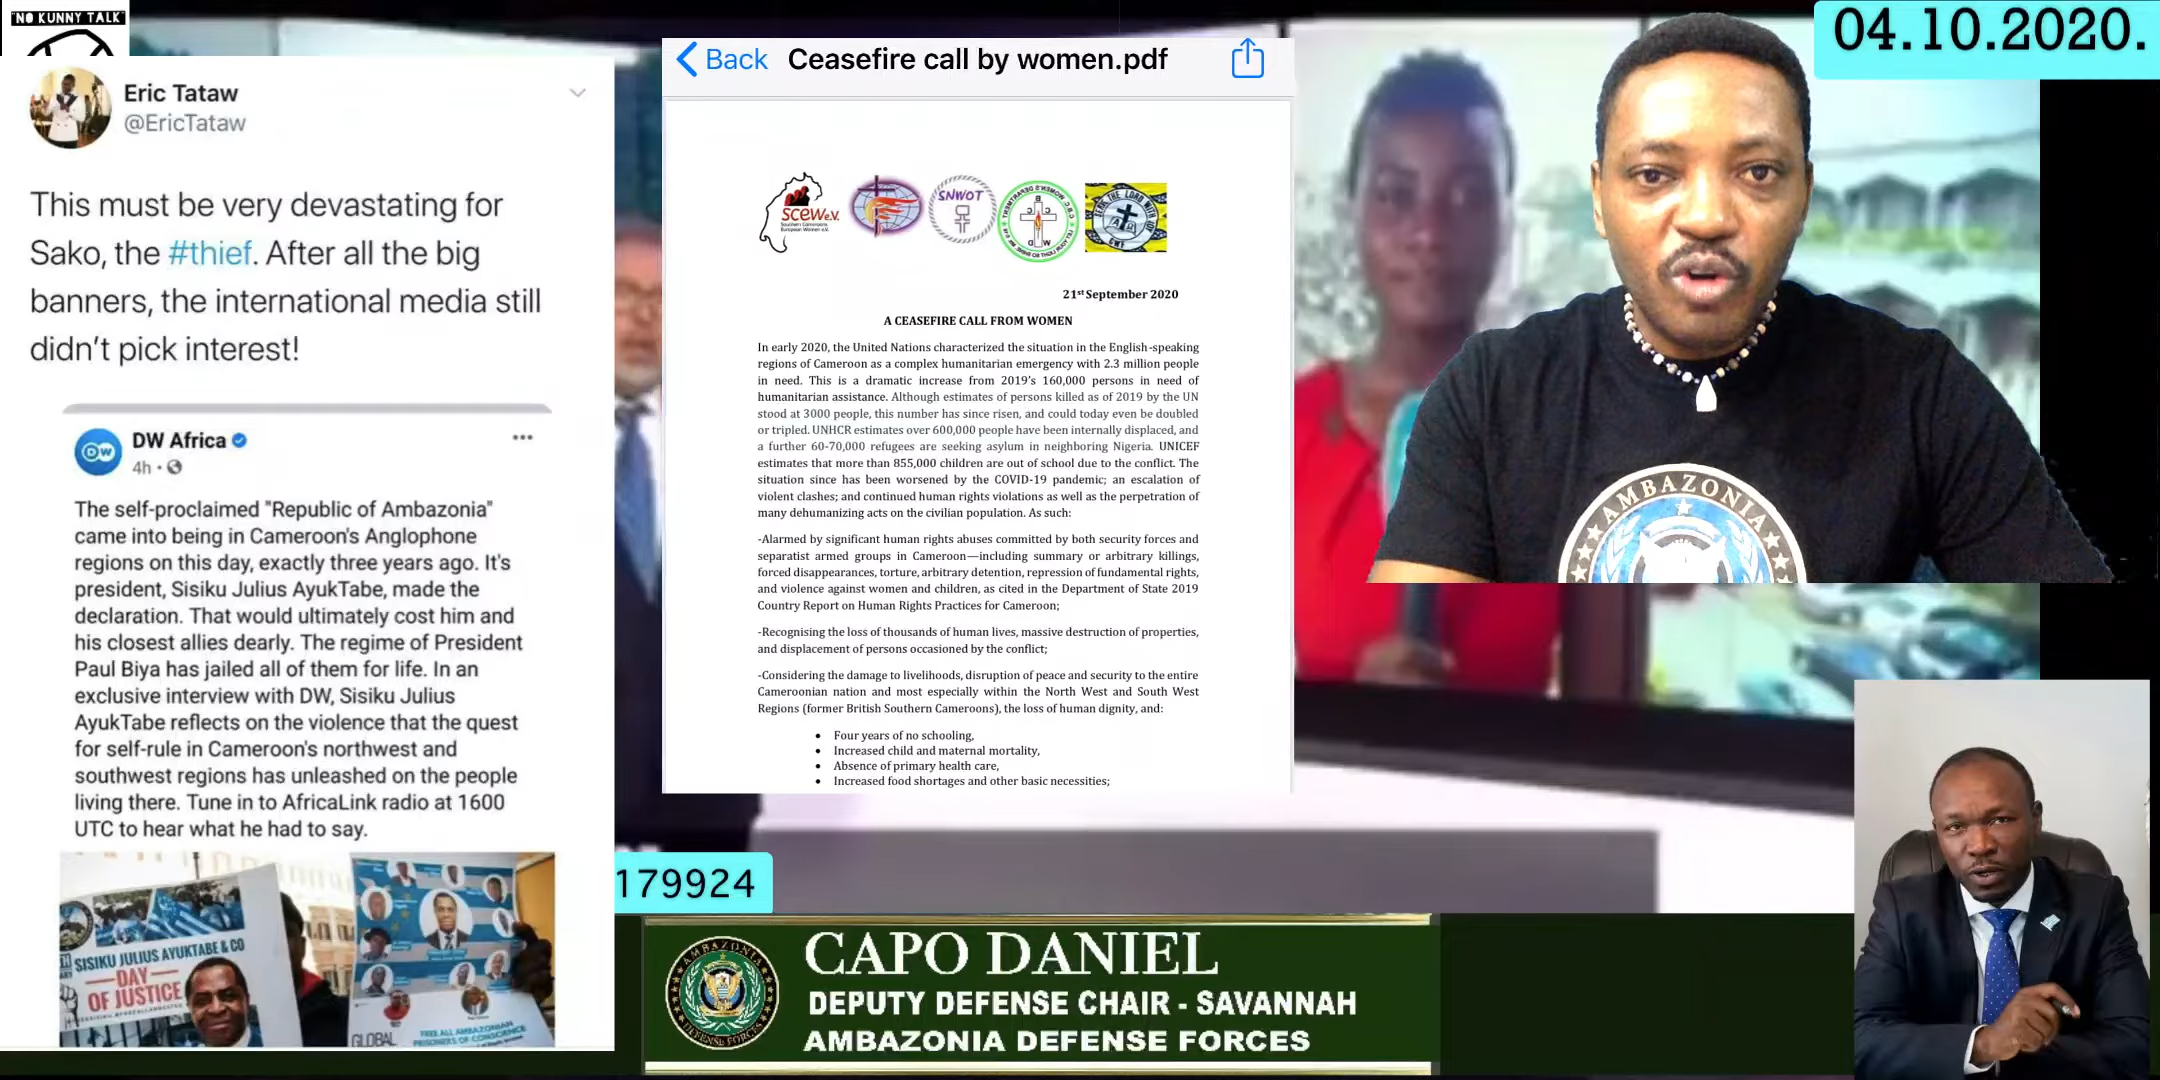 "NO KUNNY TALK"
Eric Tataw
@EricTataw
This must be very devastating for
Sako, the #thief. After all the big
banners, the international media still
didn't pick interest!
DW
DW Africa
4h
The self-proclaimed "Republic of Ambazonia"
came into being in Cameroon's Anglophone
regions on this day, exactly three years ago. It's
president, Sisiku Julius AyukTabe, made the
declaration. That would ultimately cost him and
his closest allies dearly. The regime of President
Paul Biya has jailed all of them for life. In an
exclusive interview with DW, Sisiku Julius
AyukTabe reflects on the violence that the quest
for self-rule in Cameroon's northwest and
southwest regions has unleashed on the people
living there. Tune in to AfricaLink radio at 1600
UTC to hear what he had to say.
SISIKU JULIUS AYUKTABE & CO
DAY
OF JUSTICE
GLOBAL
FREE ALL AMBAZONIAN
PRISONERS OF CONSCIENCE
Back
Ceasefire call by women.pdf
SCEW e.V.
Southern Cameroons
European Women e.V.
SNWOT
21st September 2020
A CEASEFIRE CALL FROM WOMEN
In early 2020, the United Nations characterized the situation in the English-speaking
regions of Cameroon as a complex humanitarian emergency with 2.3 million people
in need. This is a dramatic increase from 2019's 160,000 persons in need of
humanitarian assistance. Although estimates of persons killed as of 2019 by the UN
stood at 3000 people, this number has since risen, and could today even be doubled
or tripled. UNHCR estimates over 600,000 people have been internally displaced, and
a further 60-70,000 refugees are seeking asylum in neighboring Nigeria. UNICEF
estimates that more than 855,000 children are out of school due to the conflict. The
situation since has been worsened by the COVID-19 pandemic; an escalation of
violent clashes; and continued human rights violations as well as the perpetration of
many dehumanizing acts on the civilian population. As such:
-Alarmed by significant human rights abuses committed by both security forces and
separatist armed groups in Cameroon—including summary or arbitrary killings,
forced disappearances, torture, arbitrary detention, repression of fundamental rights,
and violence against women and children, as cited in the Department of State 2019
Country Report on Human Rights Practices for Cameroon;
-Recognising the loss of thousands of human lives, massive destruction of properties,
and displacement of persons occasioned by the conflict;
-Considering the damage to livelihoods, disruption of peace and security to the entire
Cameroonian nation and most especially within the North West and South West
Regions (former British Southern Cameroons), the loss of human dignity, and:
• Four years of no schooling,
• Increased child and maternal mortality,
• Absence of primary health care,
• Increased food shortages and other basic necessities;
04.10.2020.
AMBAZONIA
179924
AMBAZONIA
DEFENSE FORCES
CAPO DANIEL
DEPUTY DEFENSE CHAIR - SAVANNAH
AMBAZONIA DEFENSE FORCES